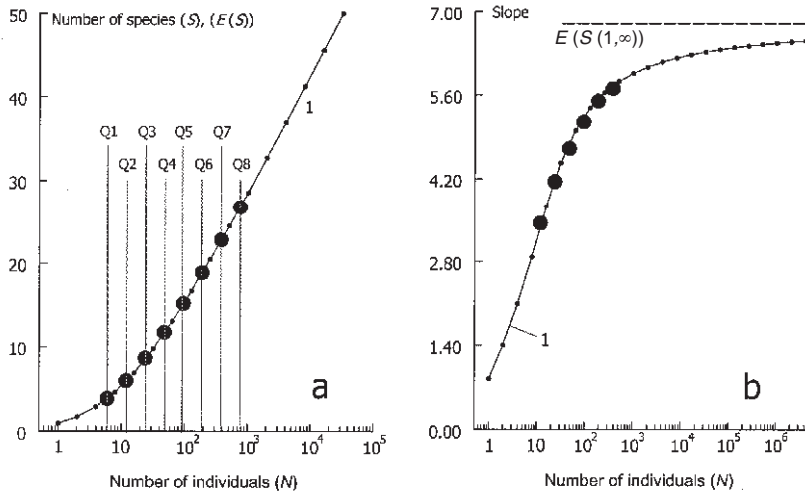 Number of species (S), (E(S))
50
40
30
20
10
0
Q1 Q3 Q5 Q7
Q2 Q4 Q6 Q8
1
a
1 10 10² 10³ 10⁴ 10⁵
Number of individuals (N)
Slope
7.00
5.60
4.20
2.80
1.40
0.00
E(S(1,∞))
1
b
1 10 10² 10³ 10⁴ 10⁵ 10⁶
Number of individuals (N)